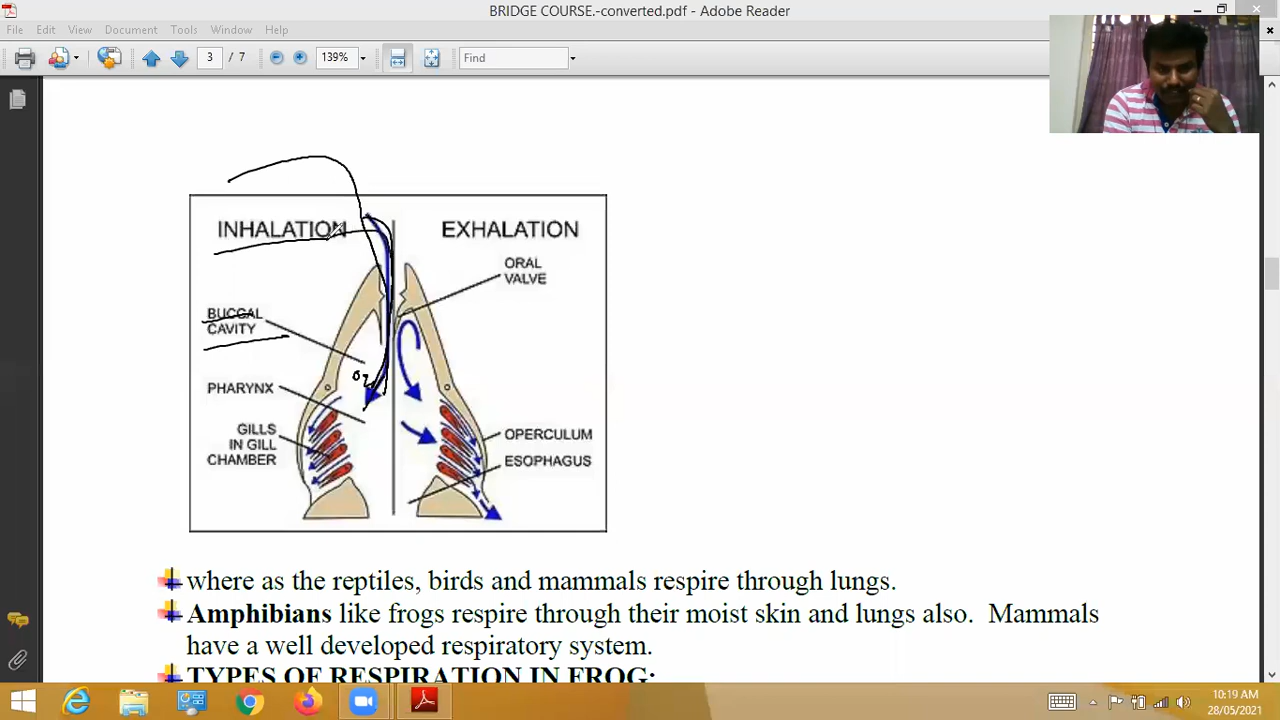 BRIDGE COURSE.-converted.pdf - Adobe Reader
File Edit View Document Tools Window Help
3 / 7 139% Find
INHALATION EXHALATION
ORAL
VALVE
BUCCAL
CAVITY
O2
PHARYNX
GILLS
IN GILL
CHAMBER
OPERCULUM
ESOPHAGUS
where as the reptiles, birds and mammals respire through lungs.
Amphibians like frogs respire through their moist skin and lungs also. Mammals
have a well developed respiratory system.
TYPES OF RESPIRATION IN FROG:
10:19 AM
28/05/2021